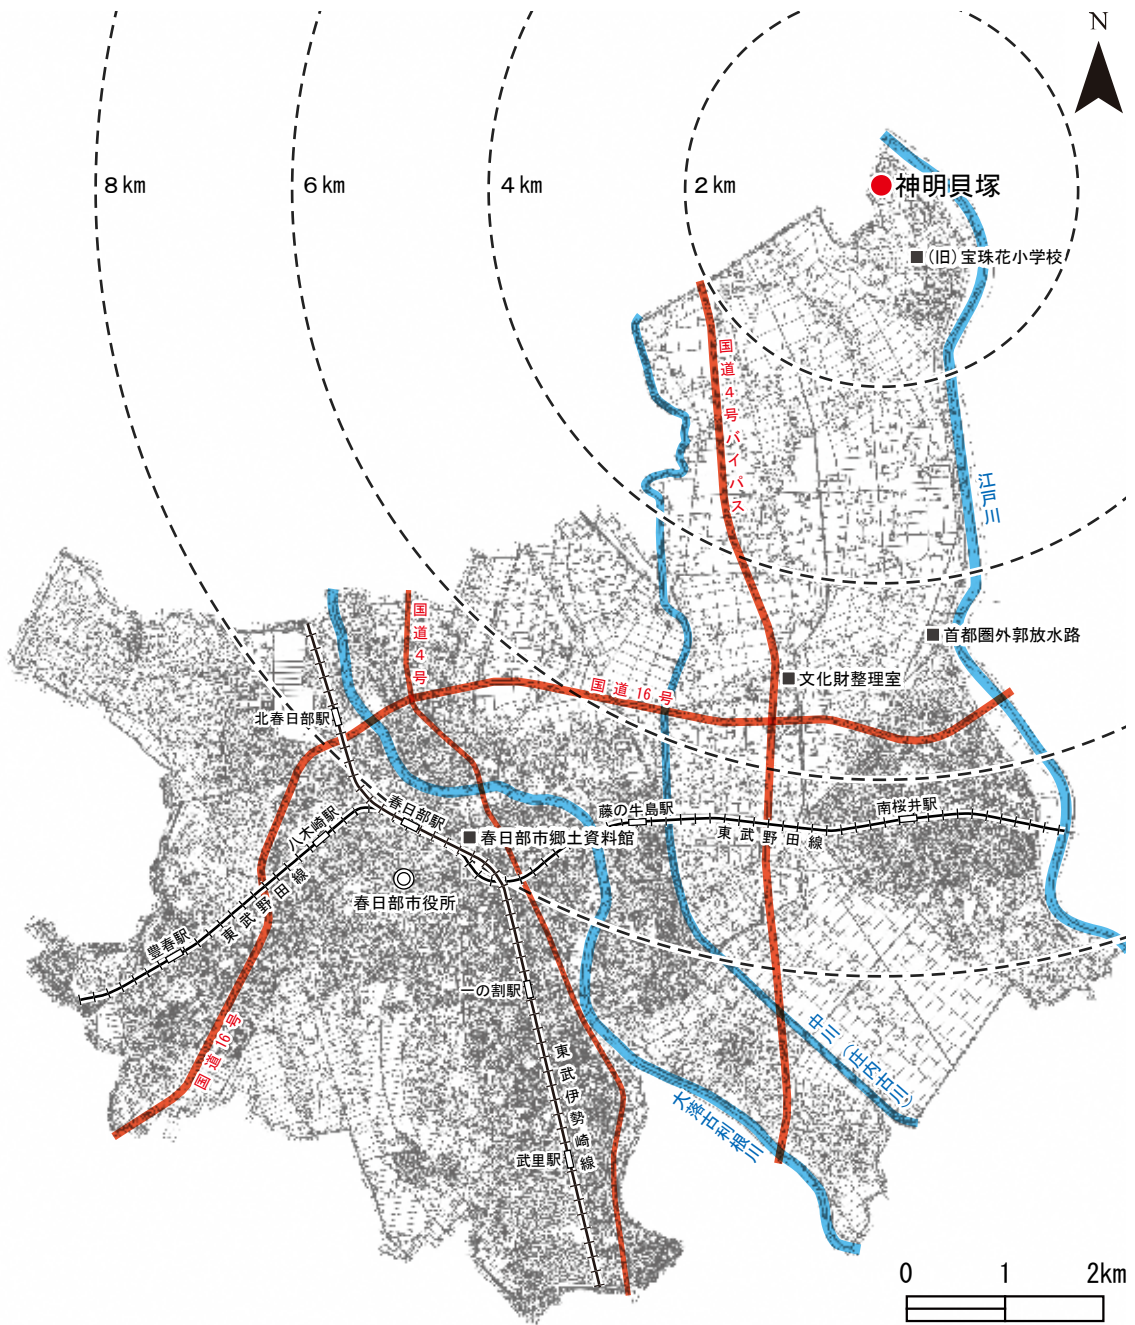 N
8km
6km
4km
2km
神明貝塚
(旧)宝珠花小学校
国道4号バイパス
江戸川
国道4号
首都圏外郭放水路
文化財整理室
国道16号
北春日部駅
八木崎駅
春日部駅
藤の牛島駅
南桜井駅
東武野田線
春日部市郷土資料館
東武野田線
春日部市役所
豊春駅
一の割駅
国道16号
中川(庄内古川)
東武伊勢崎線
大落古利根川
武里駅
0 1 2km